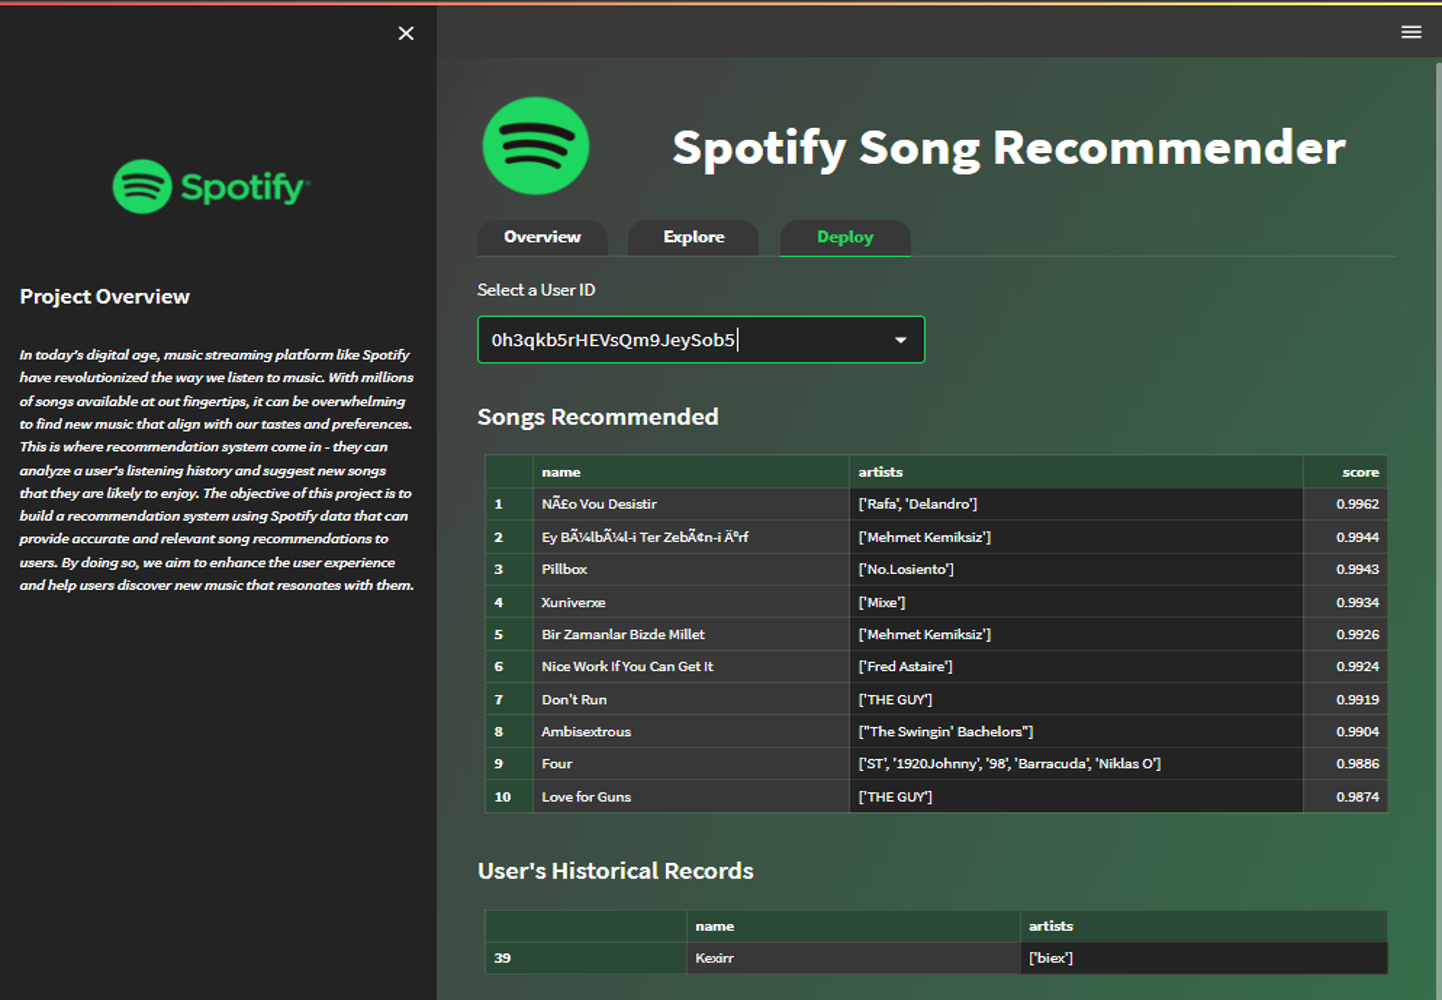 Spotify
Project Overview
In today's digital age, music streaming platform like Spotify
have revolutionized the way we listen to music. With millions
of songs available at out fingertips, it can be overwhelming
to find new music that align with our tastes and preferences.
This is where recommendation system come in - they can
analyze a user's listening history and suggest new songs
that they are likely to enjoy. The objective of this project is to
build a recommendation system using Spotify data that can
provide accurate and relevant song recommendations to
users. By doing so, we aim to enhance the user experience
and help users discover new music that resonates with them.
Spotify Song Recommender
Overview Explore Deploy
Select a User ID
0h3qkb5rHEVsQm9JeySob5
Songs Recommended
name artists score
1 NÃ£o Vou Desistir ['Rafa', 'Delandro'] 0.9962
2 Ey BÃ¼lbÃ¼l-i Ter ZebÃ¢n-i Ä°rf ['Mehmet Kemiksiz'] 0.9944
3 Pillbox ['No.Losiento'] 0.9943
4 Xuniverxe ['Mixe'] 0.9934
5 Bir Zamanlar Bizde Millet ['Mehmet Kemiksiz'] 0.9926
6 Nice Work If You Can Get It ['Fred Astaire'] 0.9924
7 Don't Run ['THE GUY'] 0.9919
8 Ambisextrous ["The Swingin' Bachelors"] 0.9904
9 Four ['ST', '1920Johnny', '98', 'Barracuda', 'Niklas O'] 0.9886
10 Love for Guns ['THE GUY'] 0.9874
User's Historical Records
name artists
39 Kexirr ['biex']